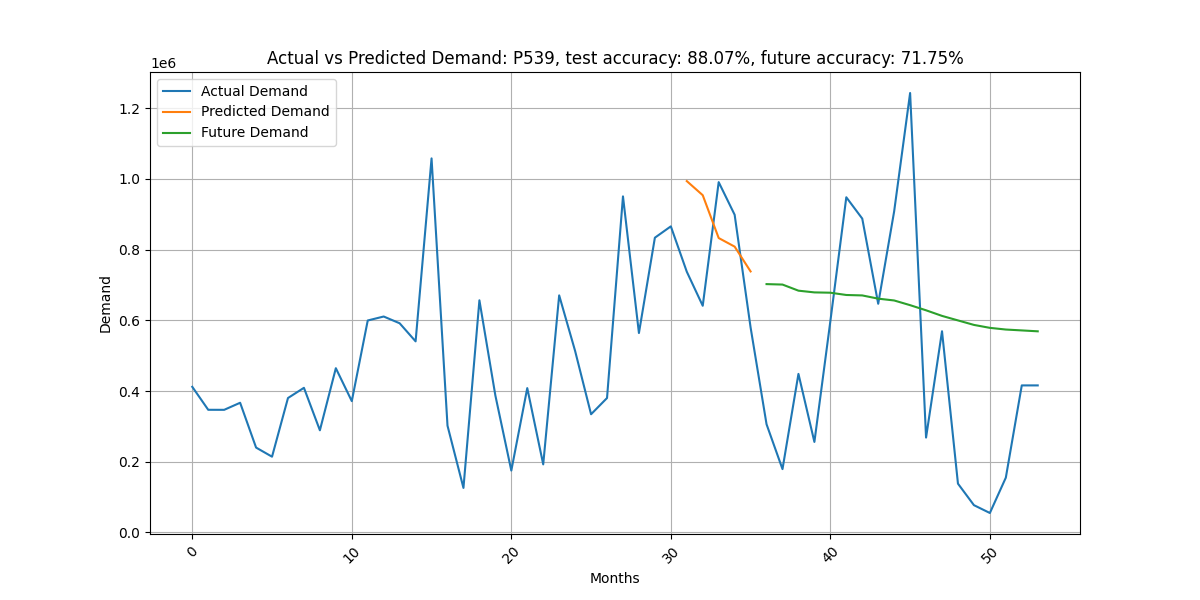 Actual vs Predicted Demand: P539, test accuracy: 88.07%, future accuracy: 71.75%
1e6
Actual Demand
Predicted Demand
Future Demand
1.2
1.0
0.8
0.6
0.4
0.2
0.0
Demand
0
10
20
30
40
50
Months